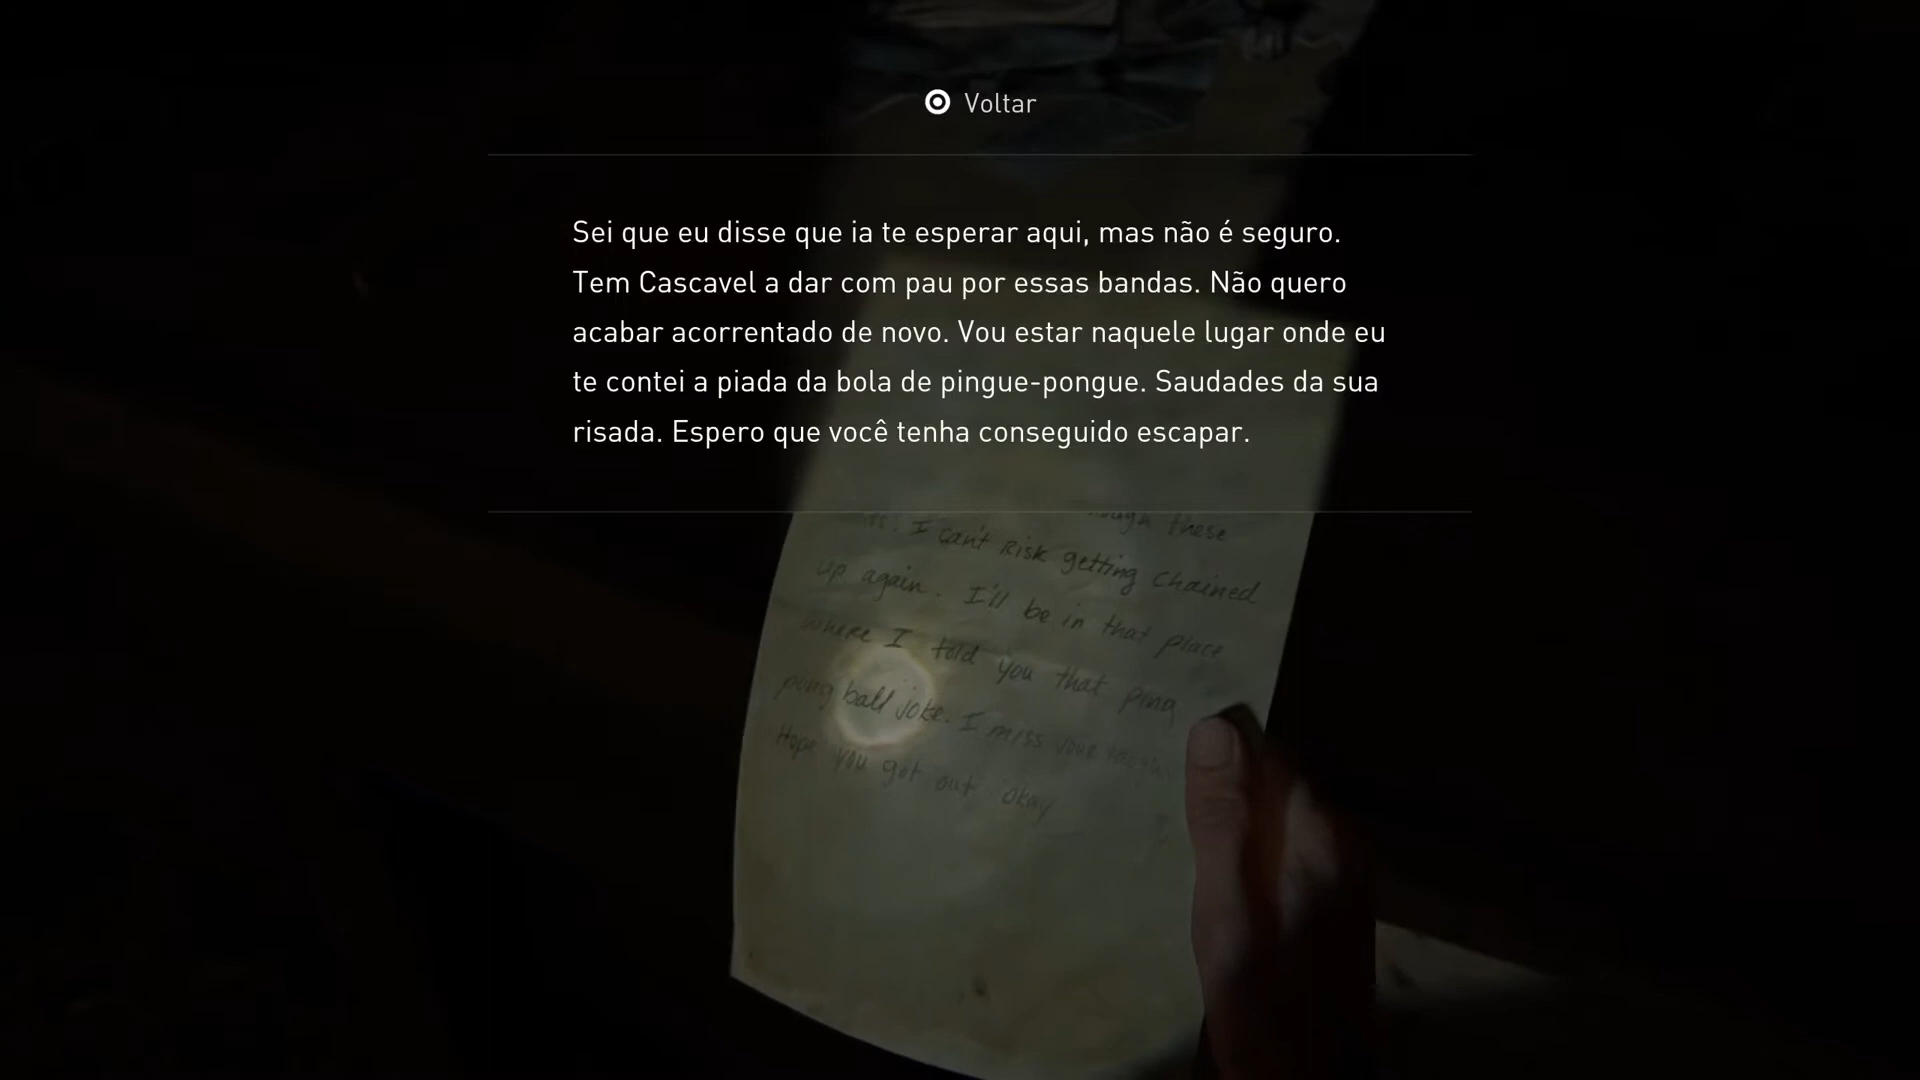 Voltar
Sei que eu disse que ia te esperar aqui, mas não é seguro.
Tem Cascavel a dar com pau por essas bandas. Não quero
acabar acorrentado de novo. Vou estar naquele lugar onde eu
te contei a piada da bola de pingue-pongue. Saudades da sua
risada. Espero que você tenha conseguido escapar.
these
I can't risk getting chained
up again. I'll be in that place
where I told you that ping
pong ball joke. I miss your laugh.
Hope you got out okay